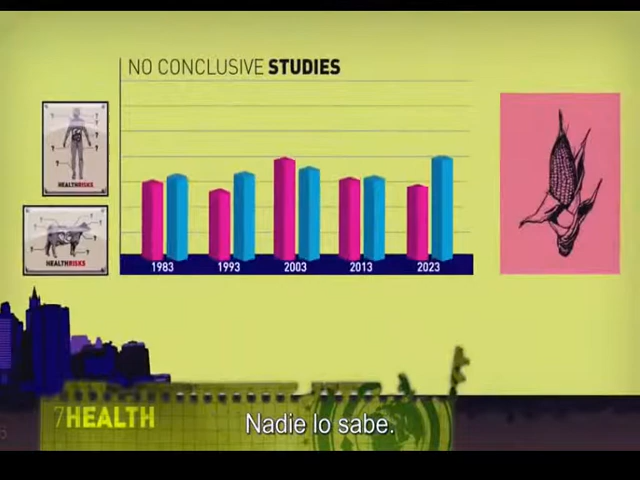 NO CONCLUSIVE STUDIES
HEALTHRISKS
HEALTHRISKS
1983 1993 2003 2013 2023
7HEALTH
Nadie lo sabe.